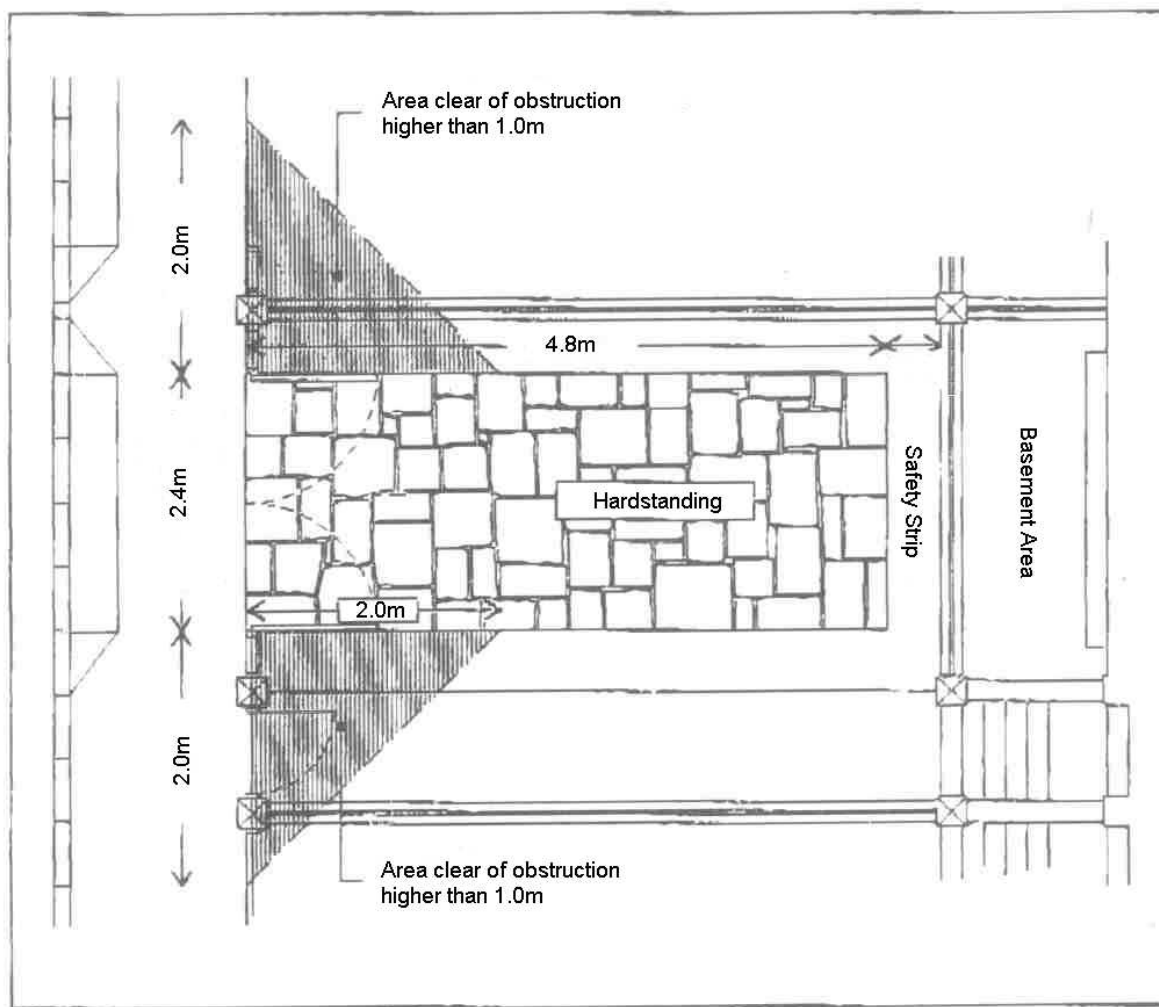 Area clear of obstruction
higher than 1.0m
2.0m
4.8m
2.4m
Hardstanding
Safety Strip
Basement Area
2.0m
2.0m
Area clear of obstruction
higher than 1.0m